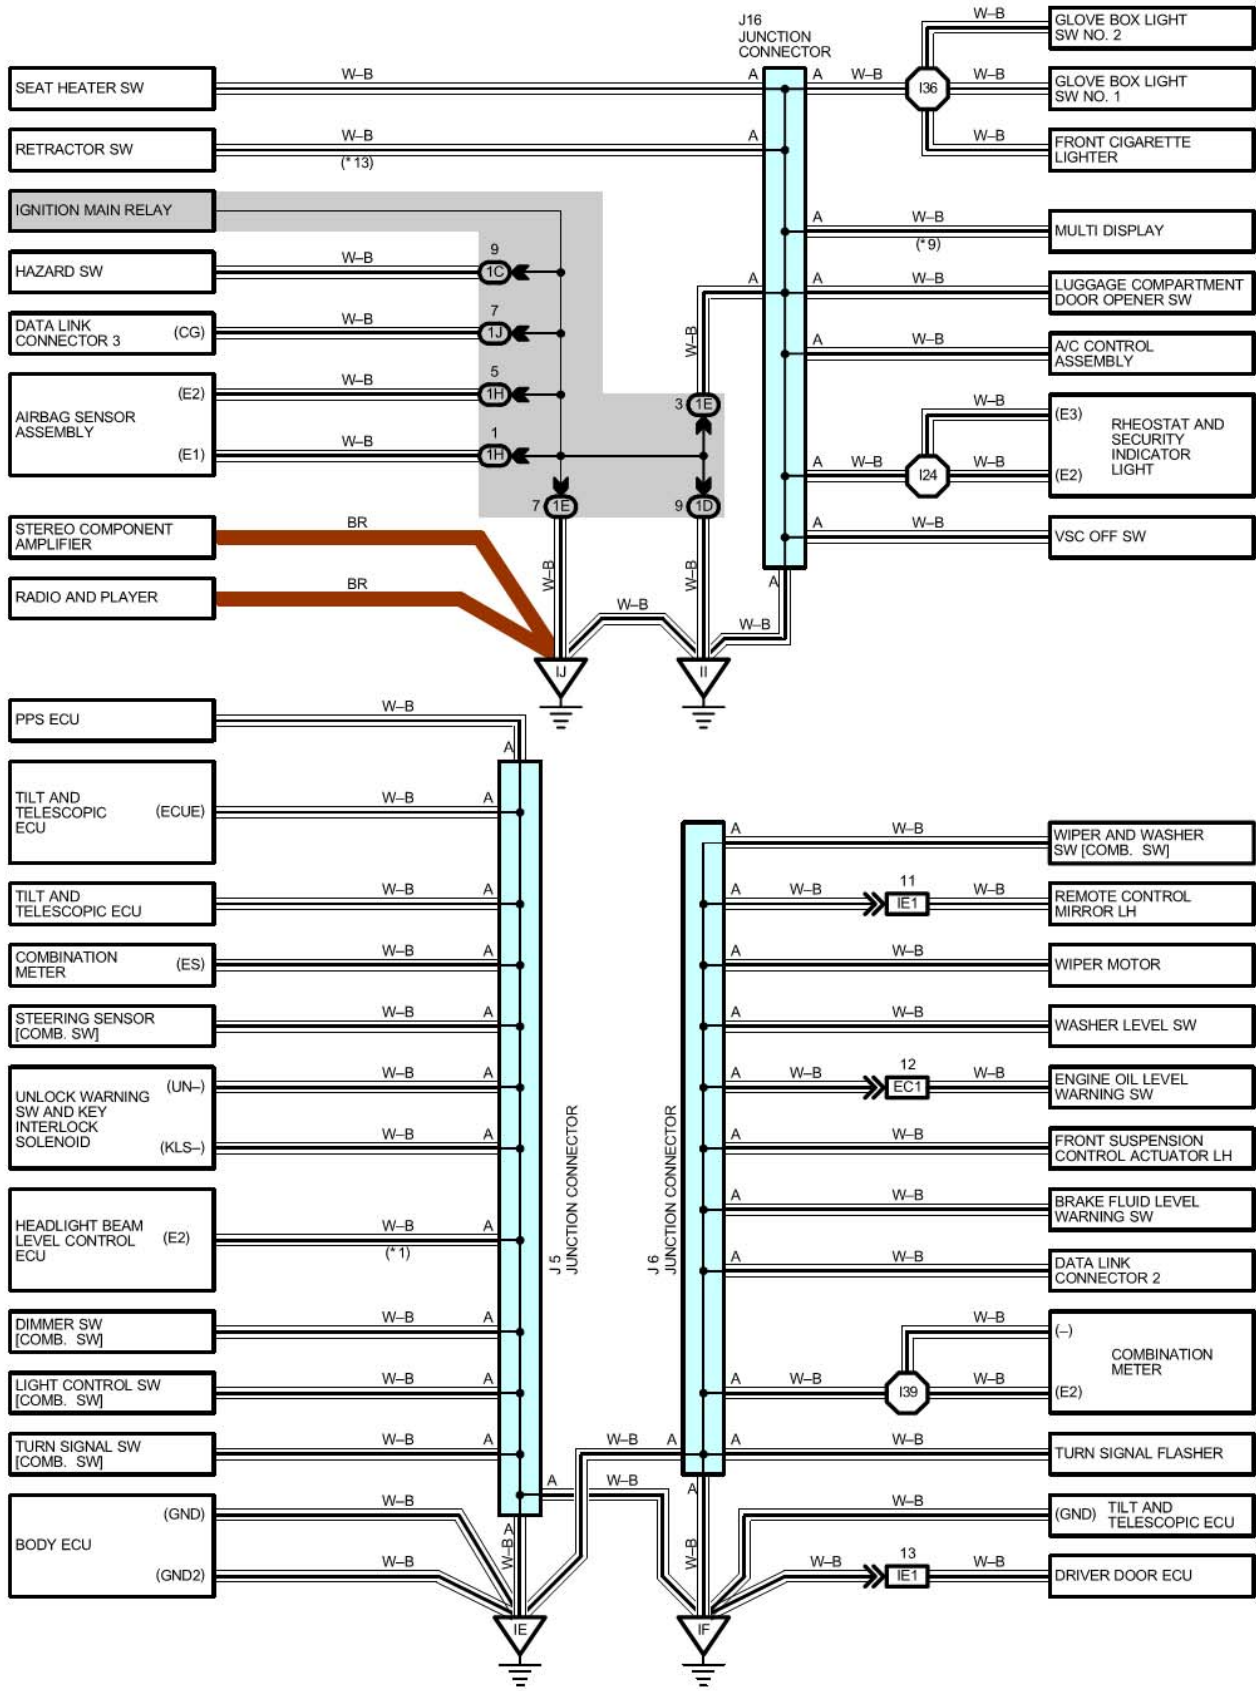 J16
JUNCTION
CONNECTOR
W–B
GLOVE BOX LIGHT
SW NO. 2
SEAT HEATER SW
W–B
A
A
W–B
I36
W–B
GLOVE BOX LIGHT
SW NO. 1
RETRACTOR SW
W–B
(*13)
A
W–B
FRONT CIGARETTE
LIGHTER
IGNITION MAIN RELAY
A
W–B
(*9)
MULTI DISPLAY
HAZARD SW
W–B
9
1C
A
A
W–B
LUGGAGE COMPARTMENT
DOOR OPENER SW
DATA LINK
CONNECTOR 3
(CG)
W–B
7
1J
W–B
A
W–B
A/C CONTROL
ASSEMBLY
AIRBAG SENSOR
ASSEMBLY
(E2)
W–B
5
1H
3
1E
W–B
(E3)
RHEOSTAT AND
SECURITY
INDICATOR
LIGHT
(E1)
W–B
1
1H
A
W–B
I24
W–B
(E2)
7
1E
9
1D
STEREO COMPONENT
AMPLIFIER
BR
A
W–B
VSC OFF SW
RADIO AND PLAYER
BR
W–B
W–B
A
W–B
W–B
IJ
II
PPS ECU
W–B
A
TILT AND
TELESCOPIC
ECU
(ECUE)
W–B
A
A
W–B
WIPER AND WASHER
SW [COMB. SW]
TILT AND
TELESCOPIC ECU
W–B
A
A
W–B
11
IE1
W–B
REMOTE CONTROL
MIRROR LH
COMBINATION
METER
(ES)
W–B
A
A
W–B
WIPER MOTOR
STEERING SENSOR
[COMB. SW]
W–B
A
A
W–B
WASHER LEVEL SW
UNLOCK WARNING
SW AND KEY
INTERLOCK
SOLENOID
(UN–)
W–B
A
A
W–B
12
EC1
W–B
ENGINE OIL LEVEL
WARNING SW
(KLS–)
W–B
A
A
W–B
FRONT SUSPENSION
CONTROL ACTUATOR LH
J 5
JUNCTION CONNECTOR
J 6
JUNCTION CONNECTOR
A
W–B
BRAKE FLUID LEVEL
WARNING SW
HEADLIGHT BEAM
LEVEL CONTROL
ECU
(E2)
W–B
(*1)
A
A
W–B
DATA LINK
CONNECTOR 2
DIMMER SW
[COMB. SW]
W–B
A
W–B
(–)
COMBINATION
METER
LIGHT CONTROL SW
[COMB. SW]
W–B
A
A
W–B
I39
W–B
(E2)
TURN SIGNAL SW
[COMB. SW]
W–B
A
W–B
A
A
W–B
TURN SIGNAL FLASHER
A
W–B
A
BODY ECU
(GND)
W–B
A
W–B
W–B
W–B
(GND)
TILT AND
TELESCOPIC ECU
(GND2)
W–B
W–B
13
IE1
W–B
DRIVER DOOR ECU
IE
IF